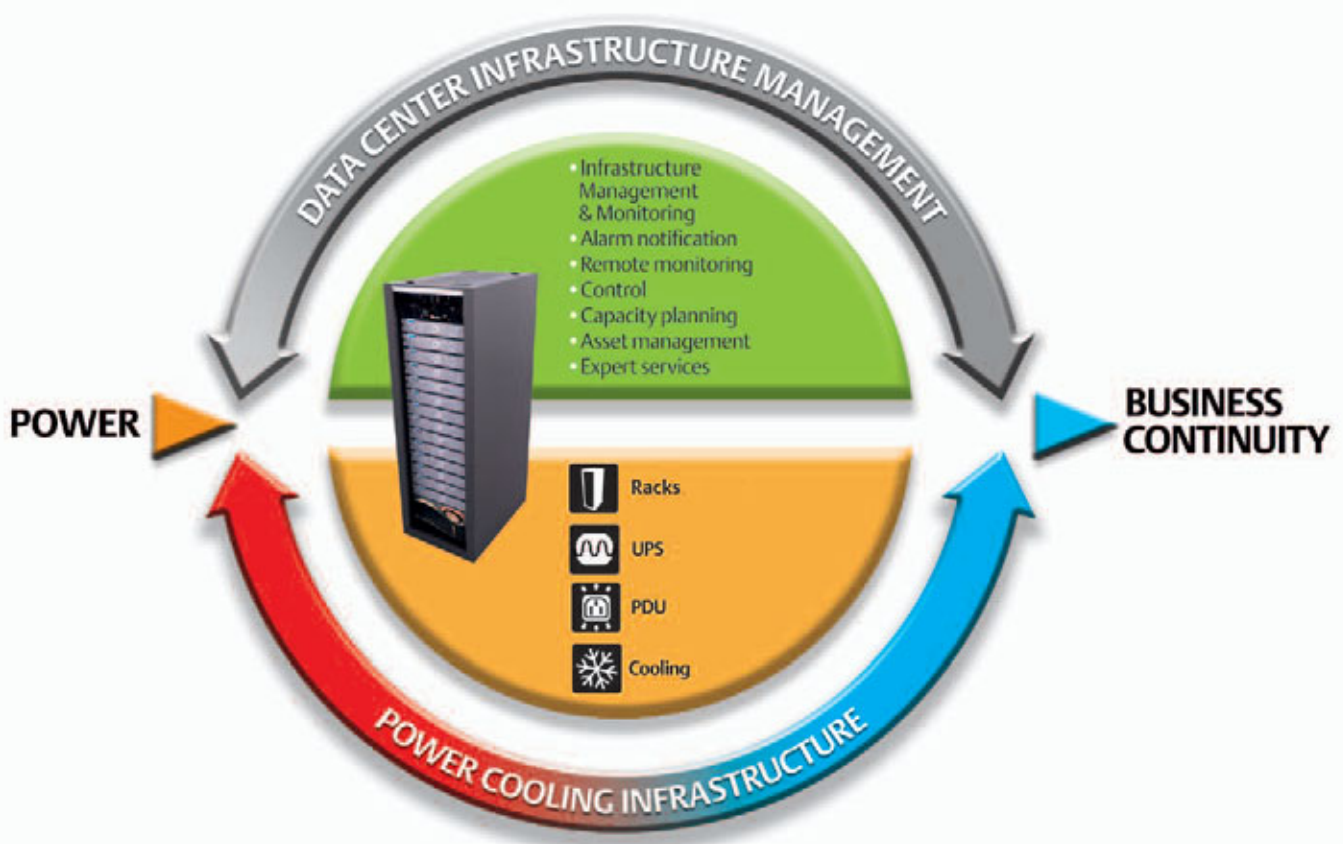 DATA CENTER INFRASTRUCTURE MANAGEMENT
• Infrastructure
Management
& Monitoring
• Alarm notification
• Remote monitoring
• Control
• Capacity planning
• Asset management
• Expert services
POWER
BUSINESS
CONTINUITY
Racks
UPS
PDU
Cooling
POWER COOLING INFRASTRUCTURE